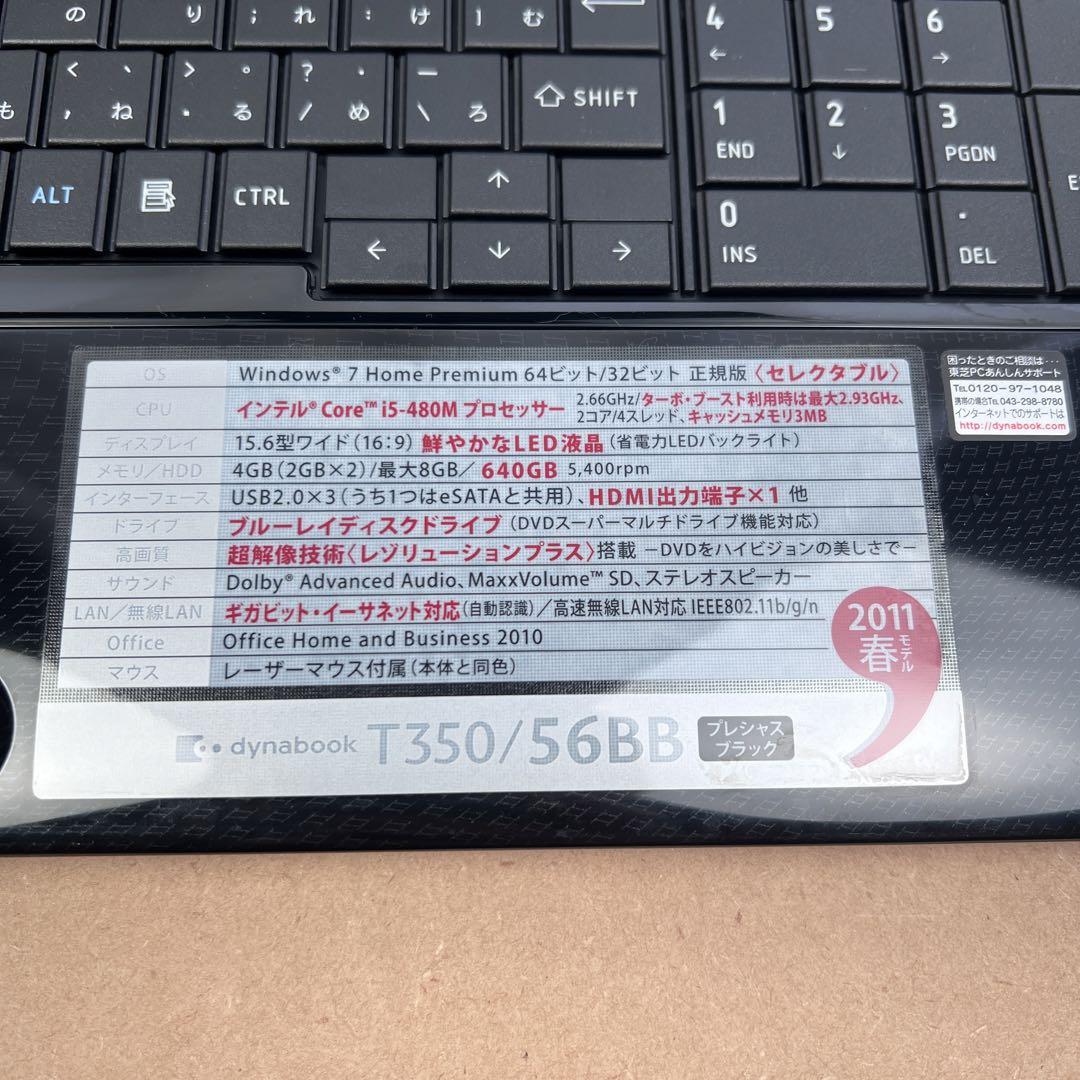 の り ; れ : け ] む 4 ← 5 6 →
も < 、 , ね > 。 . る ? ・ / め _ \ ろ SHIFT 1 END 2 ↓ 3 PGDN
ALT CTRL ↑ 0 INS . DEL
← ↓ →
OS Windows® 7 Home Premium 64ビット/32ビット 正規版〈セレクタブル〉
CPU インテル® Core™ i5-480M プロセッサー 2.66GHz/ターボ・ブースト利用時は最大2.93GHz、
2コア/4スレッド、キャッシュメモリ3MB
ディスプレイ 15.6型ワイド(16:9) 鮮やかなLED液晶(省電力LEDバックライト)
メモリ/HDD 4GB(2GB×2)/最大8GB/640GB 5,400rpm
インターフェース USB2.0×3(うち1つはeSATAと共用)、HDMI出力端子×1 他
ドライブ ブルーレイディスクドライブ(DVDスーパーマルチドライブ機能対応)
高画質 超解像技術〈レゾリューションプラス〉搭載 −DVDをハイビジョンの美しさで−
サウンド Dolby® Advanced Audio、MaxxVolume™ SD、ステレオスピーカー
LAN/無線LAN ギガビット・イーサネット対応(自動認識)/高速無線LAN対応 IEEE802.11b/g/n
Office Office Home and Business 2010
マウス レーザーマウス付属(本体と同色)
2011
春モデル
dynabook T350/56BB プレシャス
ブラック
困ったときのご相談は・・・
東芝PCあんしんサポート
TEL0120-97-1048
携帯の場合TEL043-298-8780
インターネットでのサポートは
http://dynabook.com